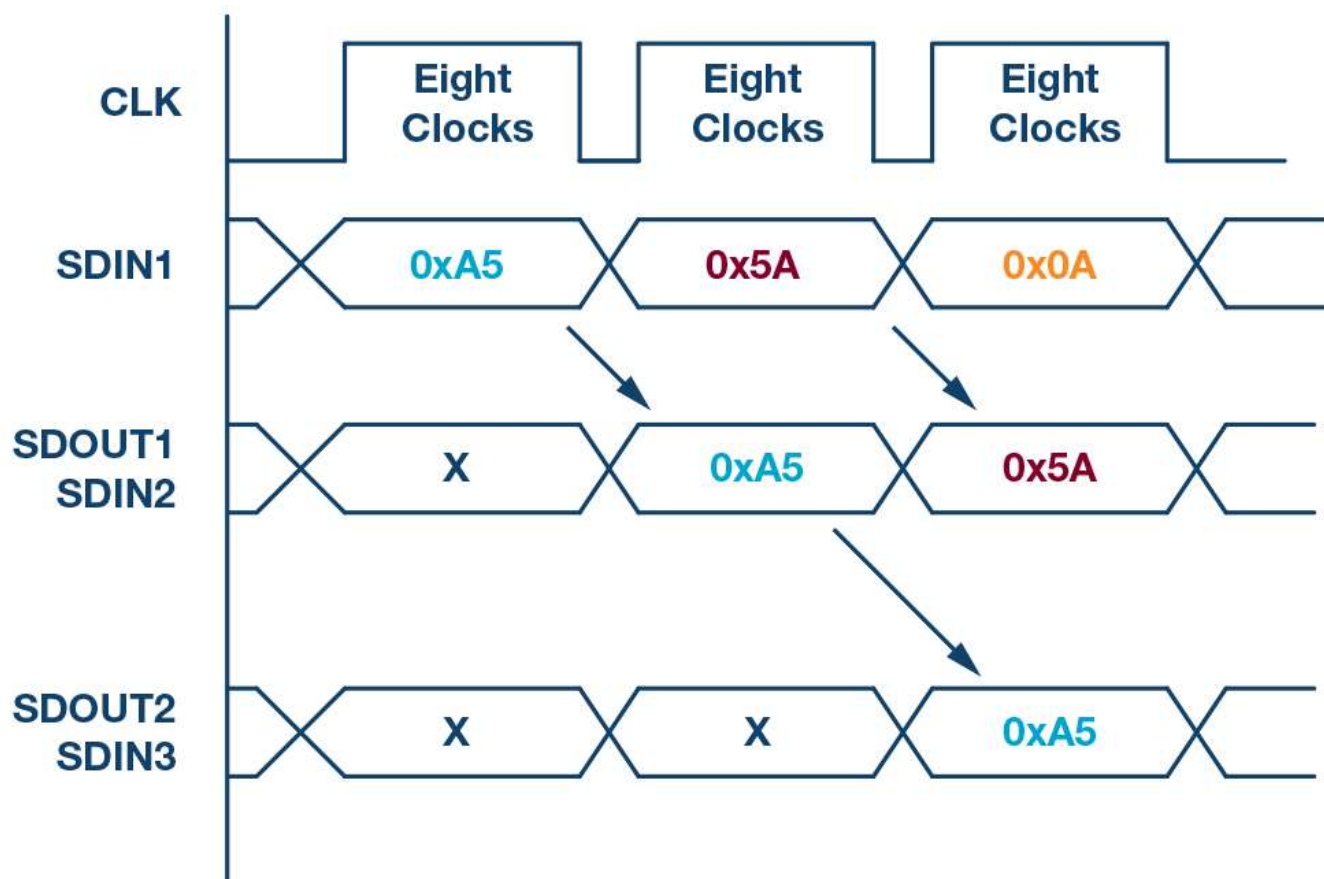 CLK
Eight
Clocks
Eight
Clocks
Eight
Clocks
SDIN1
0xA5
0x5A
0x0A
SDOUT1
SDIN2
X
0xA5
0x5A
SDOUT2
SDIN3
X
X
0xA5